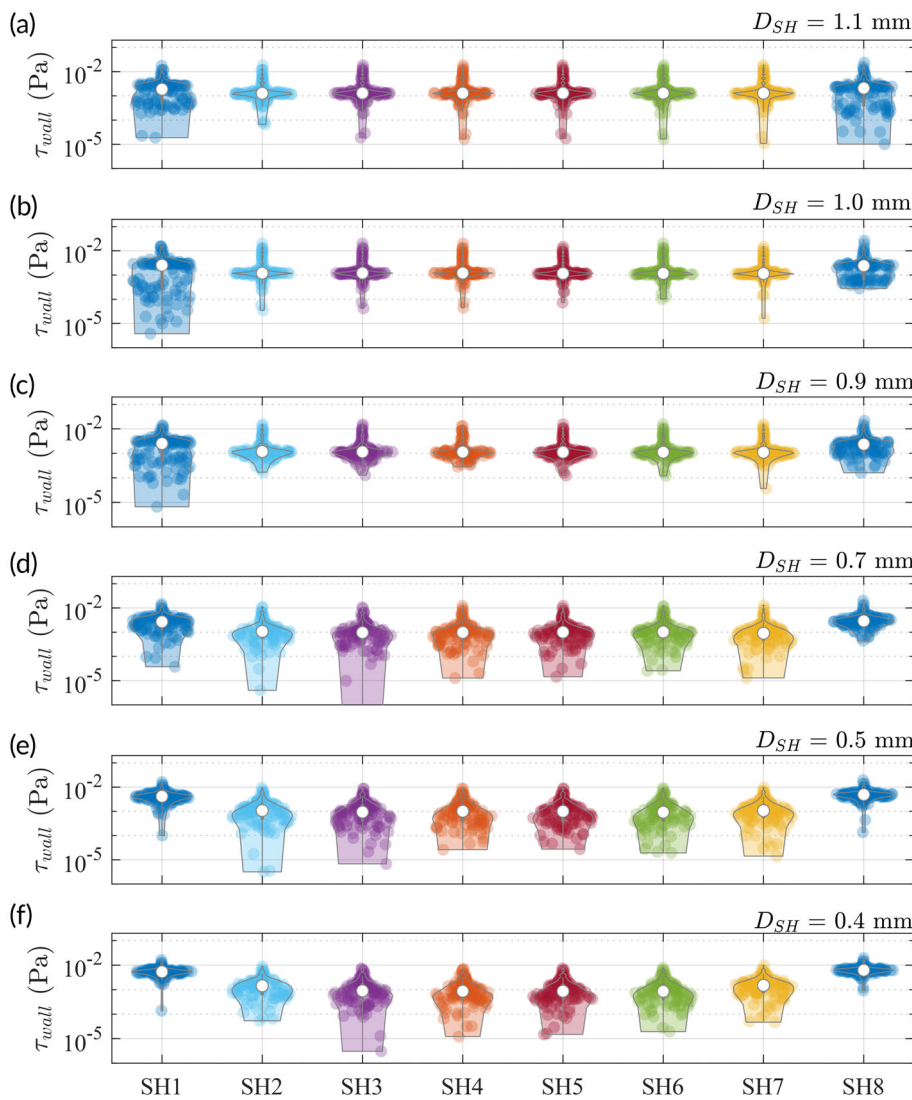 (a) D_SH = 1.1 mm
10^-2
τ_wall (Pa)
10^-5
(b) D_SH = 1.0 mm
10^-2
τ_wall (Pa)
10^-5
(c) D_SH = 0.9 mm
10^-2
τ_wall (Pa)
10^-5
(d) D_SH = 0.7 mm
10^-2
τ_wall (Pa)
10^-5
(e) D_SH = 0.5 mm
10^-2
τ_wall (Pa)
10^-5
(f) D_SH = 0.4 mm
10^-2
τ_wall (Pa)
10^-5
SH1 SH2 SH3 SH4 SH5 SH6 SH7 SH8